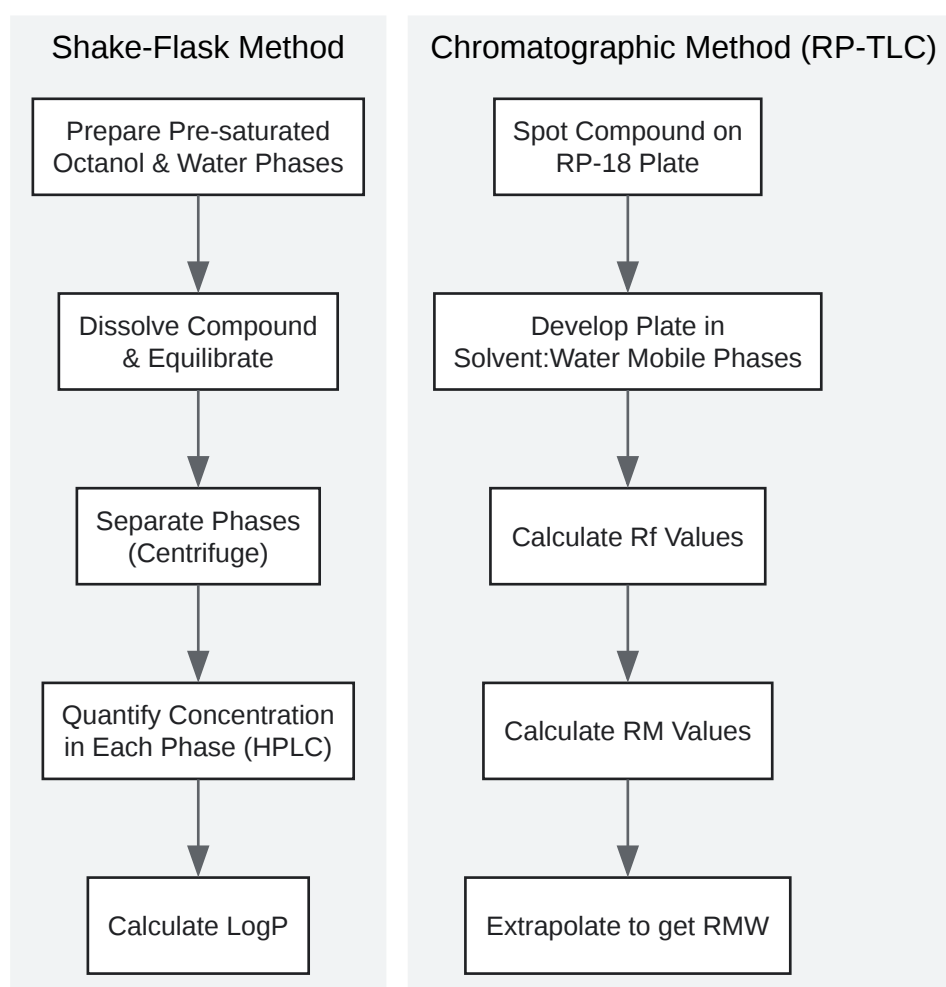 Shake-Flask Method
Prepare Pre-saturated
Octanol & Water Phases
Dissolve Compound
& Equilibrate
Separate Phases
(Centrifuge)
Quantify Concentration
in Each Phase (HPLC)
Calculate LogP
Chromatographic Method (RP-TLC)
Spot Compound on
RP-18 Plate
Develop Plate in
Solvent:Water Mobile Phases
Calculate Rf Values
Calculate RM Values
Extrapolate to get RMW